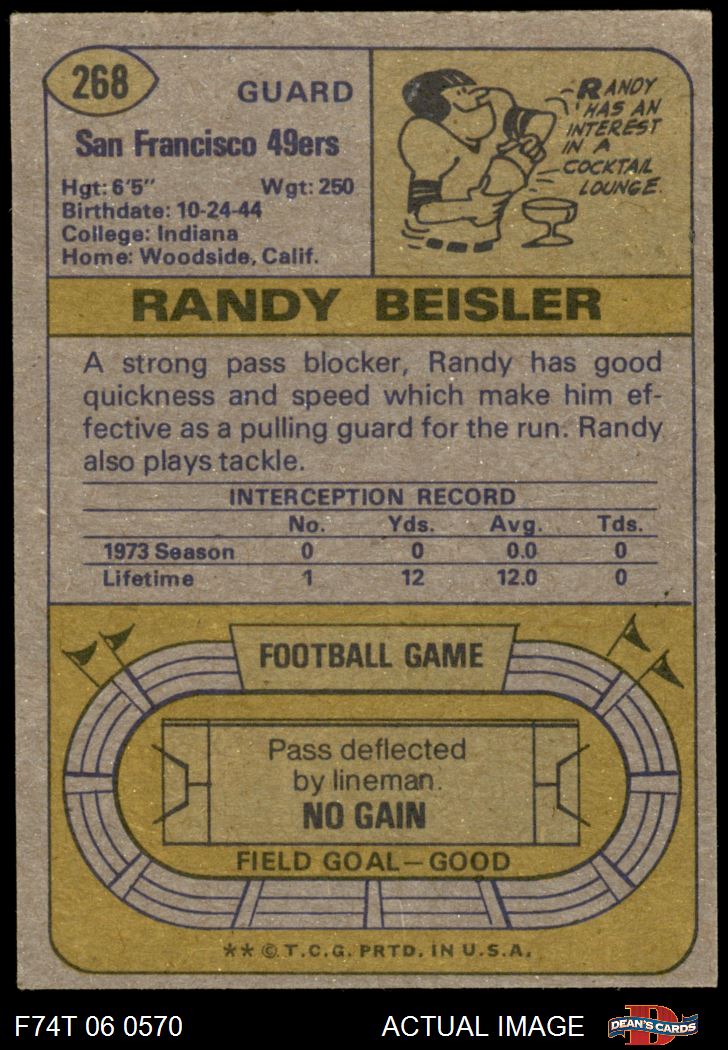 268
GUARD
San Francisco 49ers
Hgt: 6'5" Wgt: 250
Birthdate: 10-24-44
College: Indiana
Home: Woodside, Calif.
RANDY
HAS AN
INTEREST
IN A
COCKTAIL
LOUNGE.
RANDY BEISLER
A strong pass blocker, Randy has good
quickness and speed which make him ef-
fective as a pulling guard for the run. Randy
also plays tackle.
INTERCEPTION RECORD
No. Yds. Avg. Tds.
1973 Season 0 0 0.0 0
Lifetime 1 12 12.0 0
FOOTBALL GAME
Pass deflected
by lineman.
NO GAIN
FIELD GOAL—GOOD
** © T.C.G. PRTD. IN U.S.A.
F74T 06 0570 ACTUAL IMAGE
D
DEAN'S CARDS